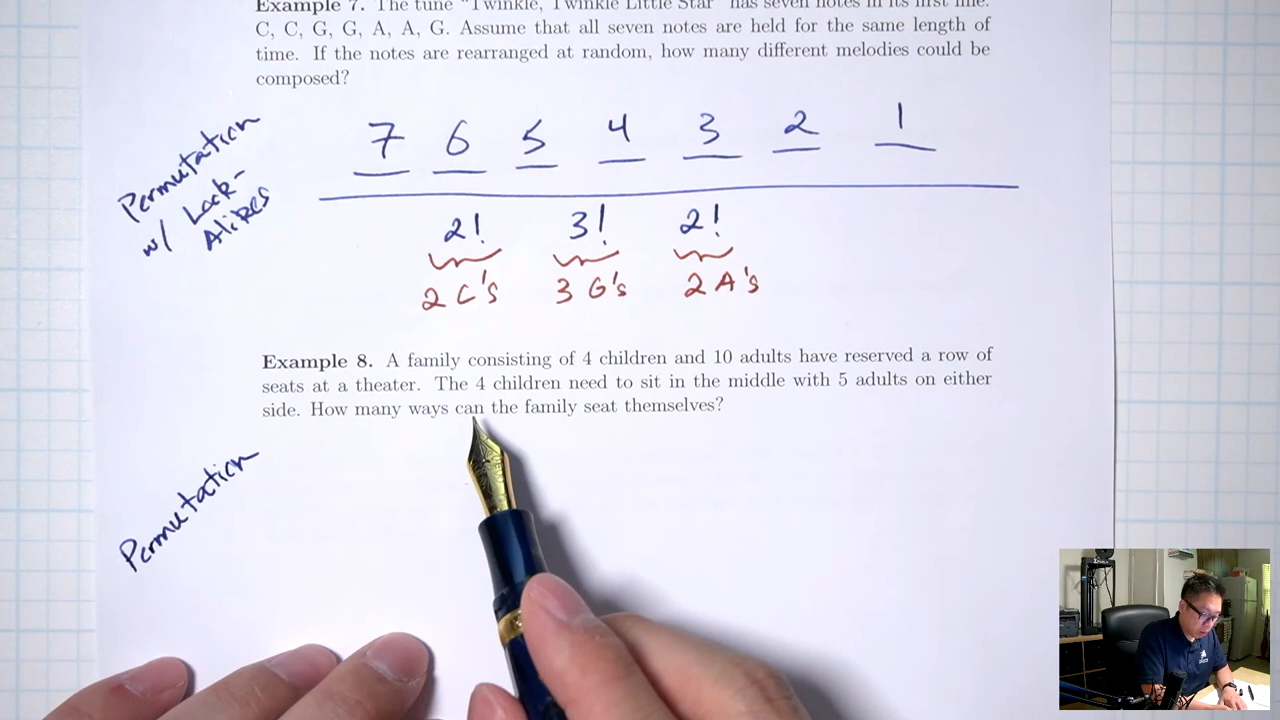 Example 7. The tune "Twinkle, Twinkle Little Star" has seven notes in its first line:
C, C, G, G, A, A, G. Assume that all seven notes are held for the same length of
time. If the notes are rearranged at random, how many different melodies could be
composed?
Permutation
w/ Look-
Alikes
7 6 5 4 3 2 1
2! 3! 2!
2 C's 3 G's 2 A's
Example 8. A family consisting of 4 children and 10 adults have reserved a row of
seats at a theater. The 4 children need to sit in the middle with 5 adults on either
side. How many ways can the family seat themselves?
Permutation